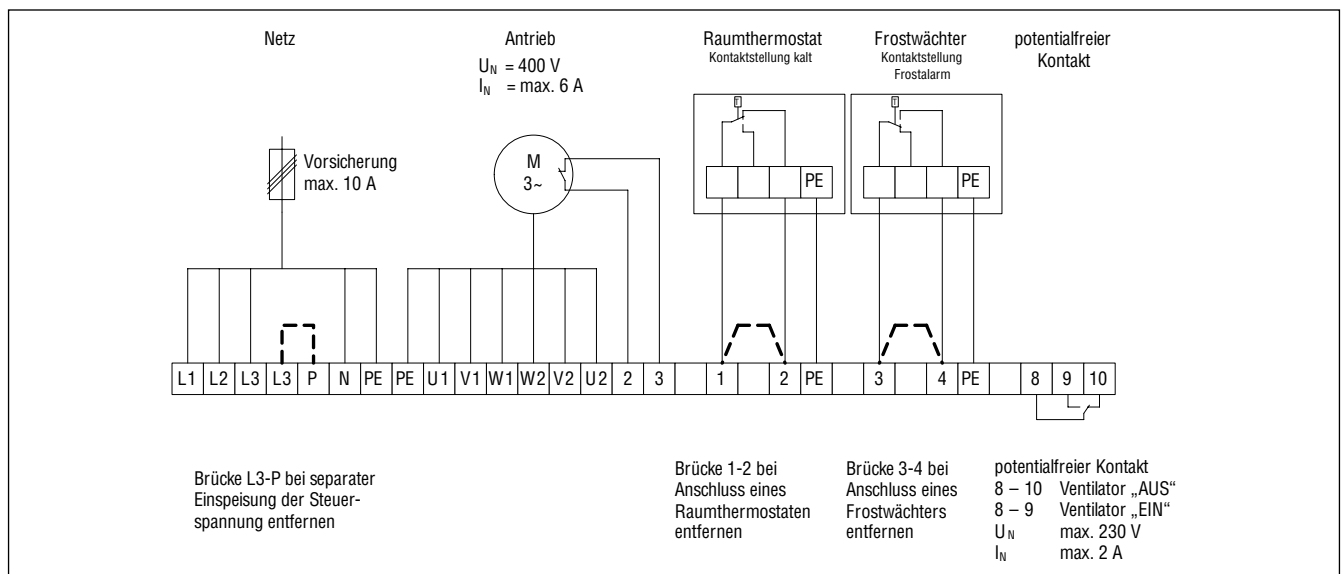 Netz
Antrieb
U_N = 400 V
I_N = max. 6 A
Raumthermostat
Kontaktstellung kalt
Frostwächter
Kontaktstellung
Frostalarm
potentialfreier
Kontakt
T
T
Vorsicherung
max. 10 A
M
3~
PE
PE
L1 L2 L3 L3 P N PE PE U1 V1 W1 W2 V2 U2 2 3 1 2 PE 3 4 PE 8 9 10
Brücke L3-P bei separater
Einspeisung der Steuer-
spannung entfernen
Brücke 1-2 bei
Anschluss eines
Raumthermostaten
entfernen
Brücke 3-4 bei
Anschluss eines
Frostwächters
entfernen
potentialfreier Kontakt
8 – 10 Ventilator „AUS“
8 – 9 Ventilator „EIN“
U_N max. 230 V
I_N max. 2 A